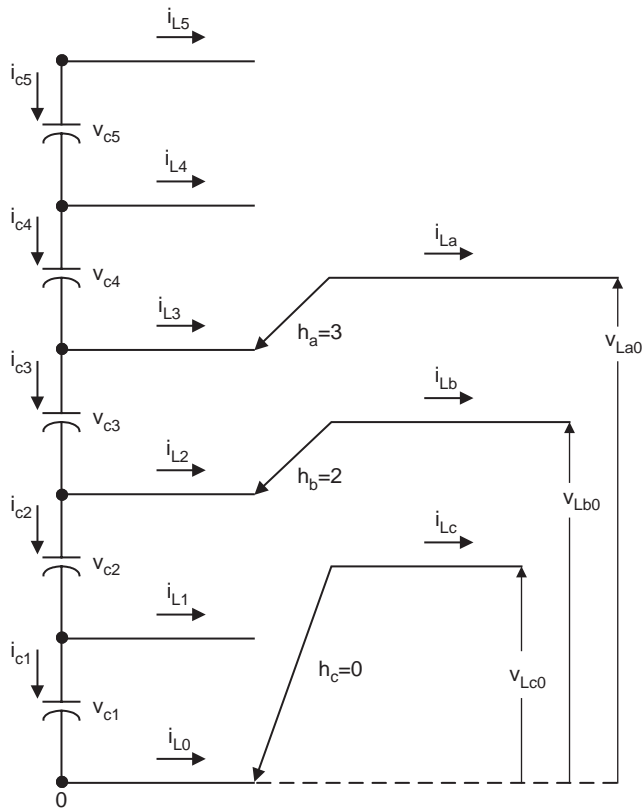 i_L5
i_c5
v_c5
i_L4
i_c4
i_La
v_c4
i_L3
h_a=3
v_La0
i_c3
i_Lb
v_c3
i_L2
h_b=2
v_Lb0
i_c2
i_Lc
v_c2
i_L1
i_c1
h_c=0
v_Lc0
v_c1
i_L0
0